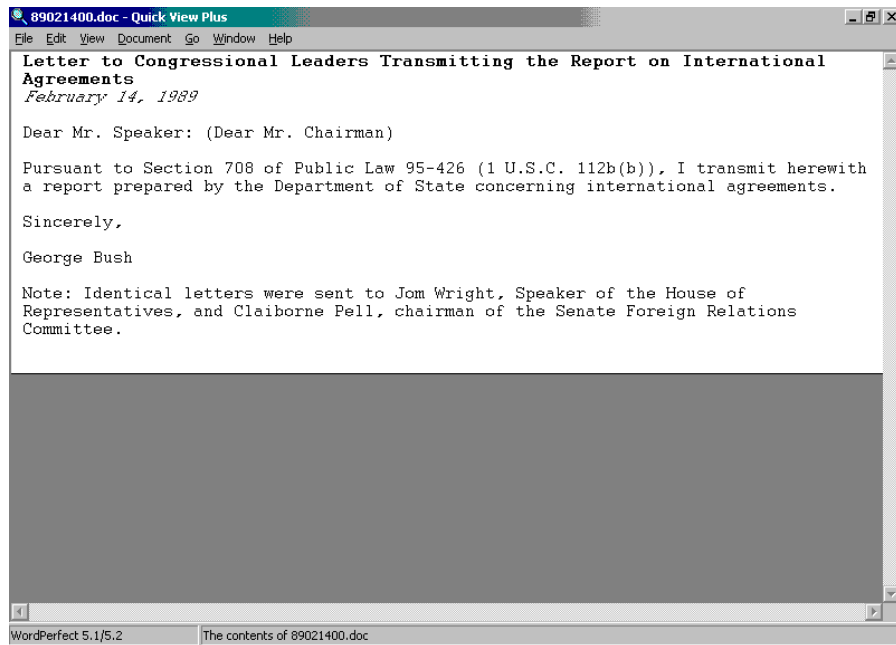 89021400.doc - Quick View Plus
File Edit View Document Go Window Help
Letter to Congressional Leaders Transmitting the Report on International
Agreements
February 14, 1989
Dear Mr. Speaker: (Dear Mr. Chairman)
Pursuant to Section 708 of Public Law 95-426 (1 U.S.C. 112b(b)), I transmit herewith
a report prepared by the Department of State concerning international agreements.
Sincerely,
George Bush
Note: Identical letters were sent to Jom Wright, Speaker of the House of
Representatives, and Claiborne Pell, chairman of the Senate Foreign Relations
Committee.
WordPerfect 5.1/5.2 The contents of 89021400.doc